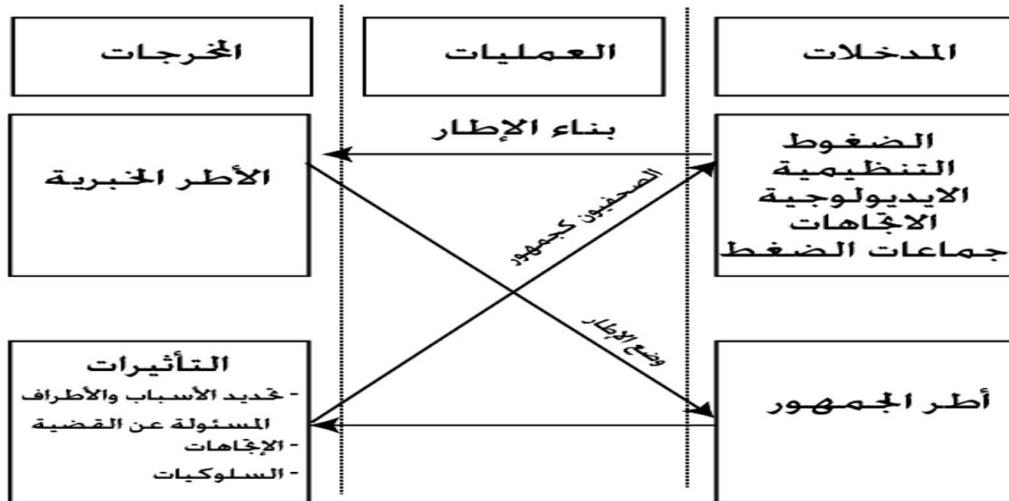 المدخلات
العمليات
المخرجات
الضغوط
التنظيمية
الايديولوجية
الاتجاهات
جماعات الضغط
بناء الإطار
الأطر الخبرية
الصحفيون كجمهور
وضع الإطار
أطر الجمهور
التأثيرات
- تحديد الأسباب والأطراف
المسئولة عن القضية
- الإتجاهات
- السلوكيات